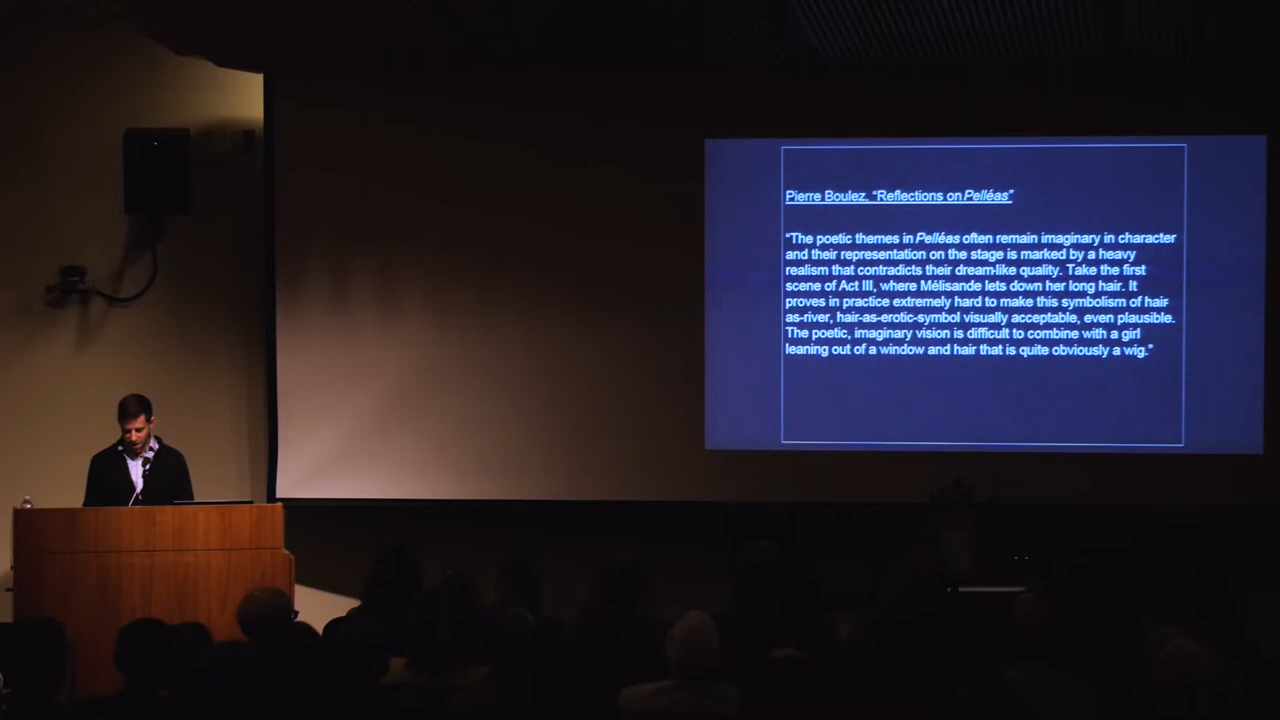 Pierre Boulez, “Reflections on Pelléas”
“The poetic themes in Pelléas often remain imaginary in character
and their representation on the stage is marked by a heavy
realism that contradicts their dream-like quality. Take the first
scene of Act III, where Mélisande lets down her long hair. It
proves in practice extremely hard to make this symbolism of hair-
as-river, hair-as-erotic-symbol visually acceptable, even plausible.
The poetic, imaginary vision is difficult to combine with a girl
leaning out of a window and hair that is quite obviously a wig.”